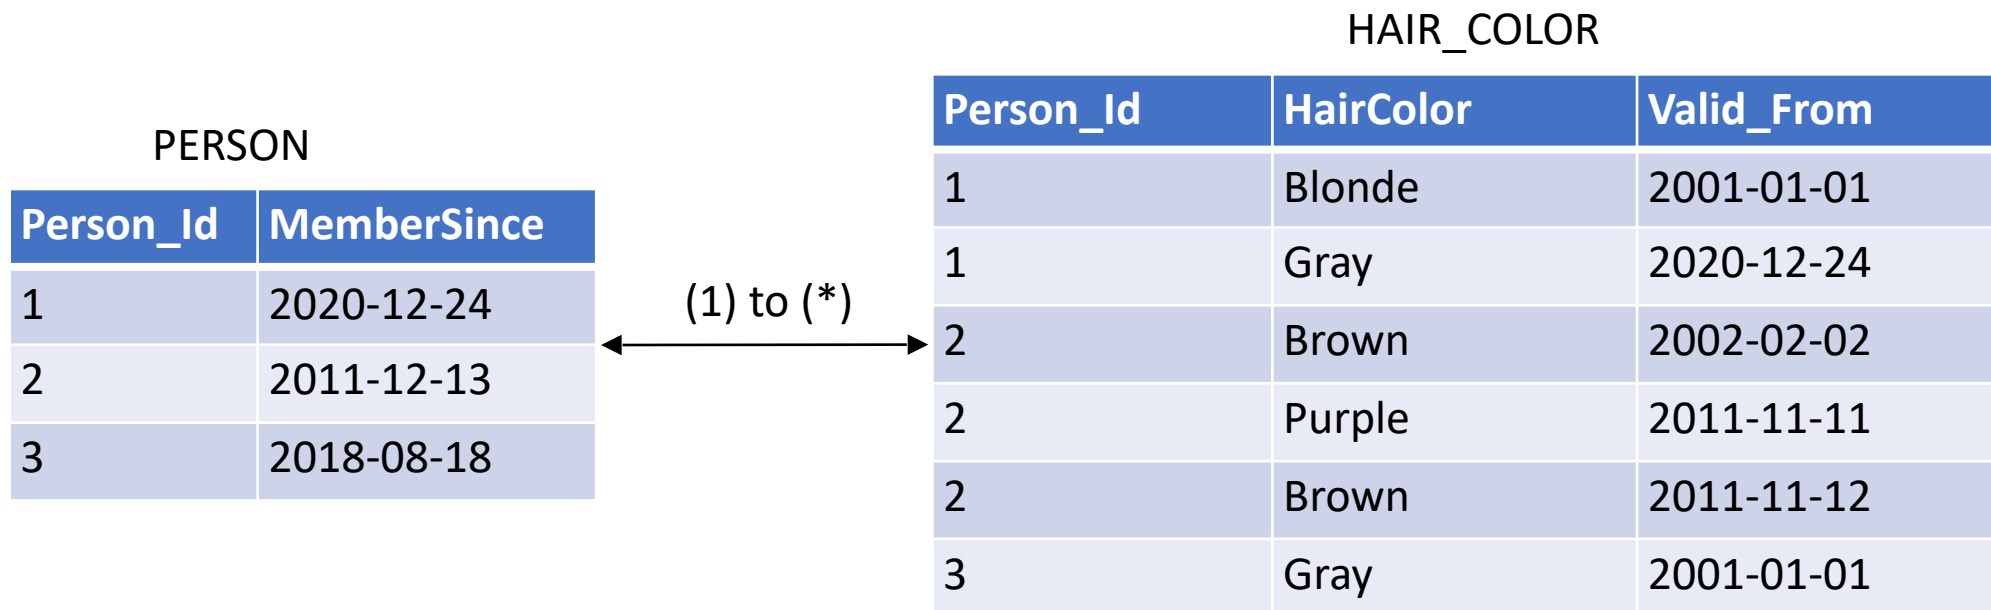 PERSON
Person_Id MemberSince
1 2020-12-24
2 2011-12-13
3 2018-08-18
(1) to (*)
HAIR_COLOR
Person_Id HairColor Valid_From
1 Blonde 2001-01-01
1 Gray 2020-12-24
2 Brown 2002-02-02
2 Purple 2011-11-11
2 Brown 2011-11-12
3 Gray 2001-01-01